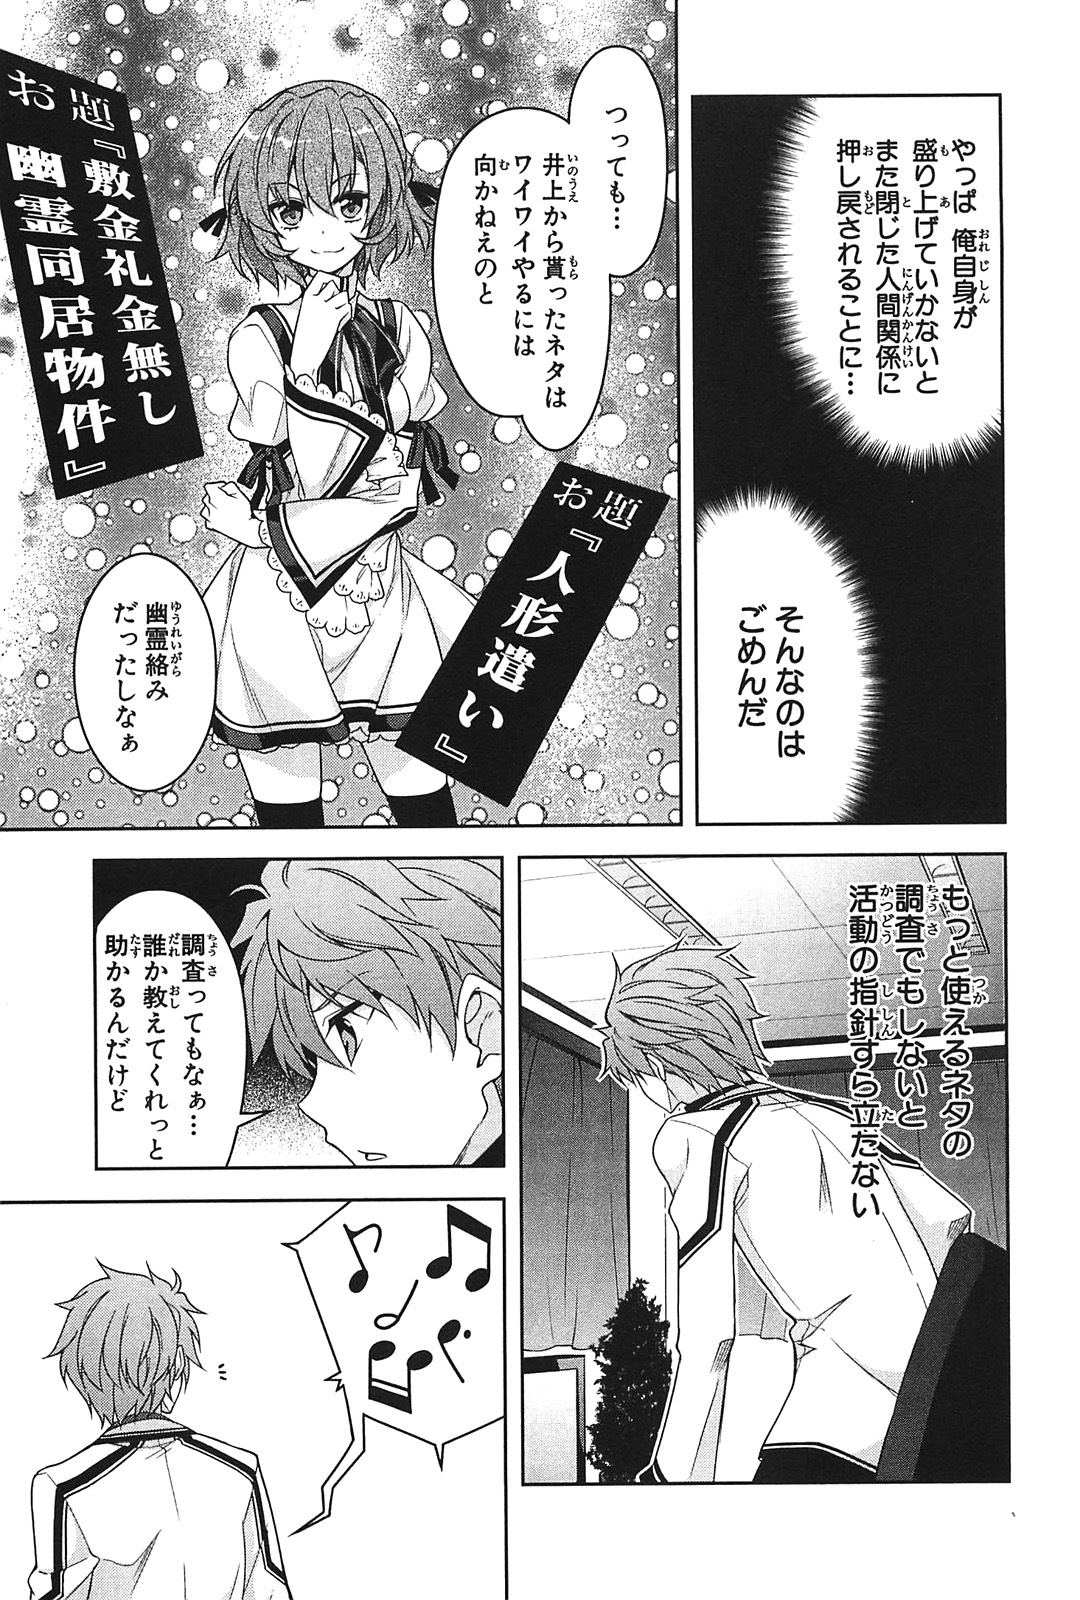 やっぱ 俺自身が
盛り上げていかないと
また閉じた人間関係に
押し戻されることに…
そんなのは
ごめんだ
つっても…
井上から貰ったネタは
ワイワイやるには
向かねえのと
お題
『人形遣い』
お題
『敷金礼金無し
幽霊同居物件』
幽霊絡み
だったしなぁ
もっと使えるネタの
調査でもしないと
活動の指針すら立たない
調査ってもなぁ…
誰か教えてくれっと
助かるんだけど